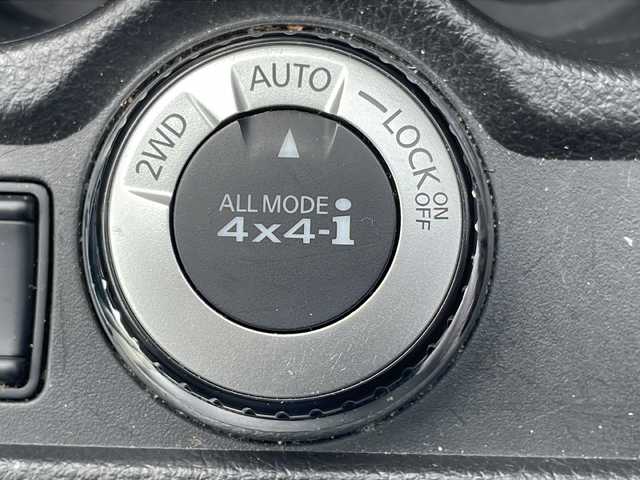 2WD
AUTO
LOCK
ON
OFF
ALL MODE
4x4-i